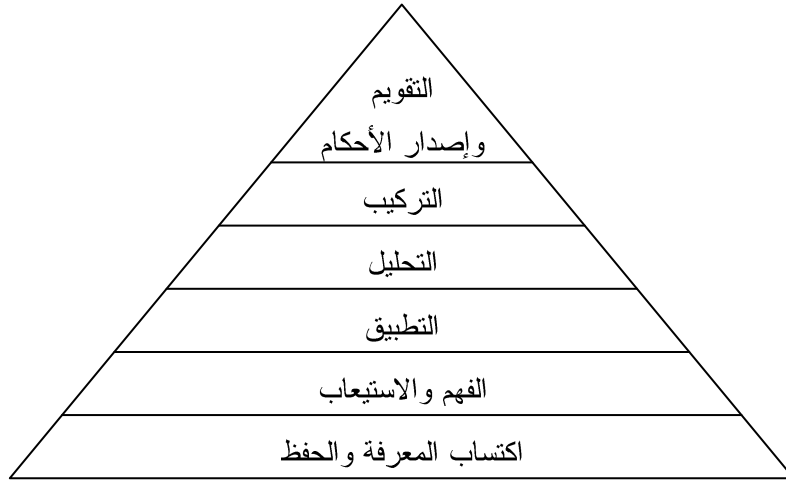 التقويم
وإصدار الأحكام
التركيب
التحليل
التطبيق
الفهم والاستيعاب
اكتساب المعرفة والحفظ